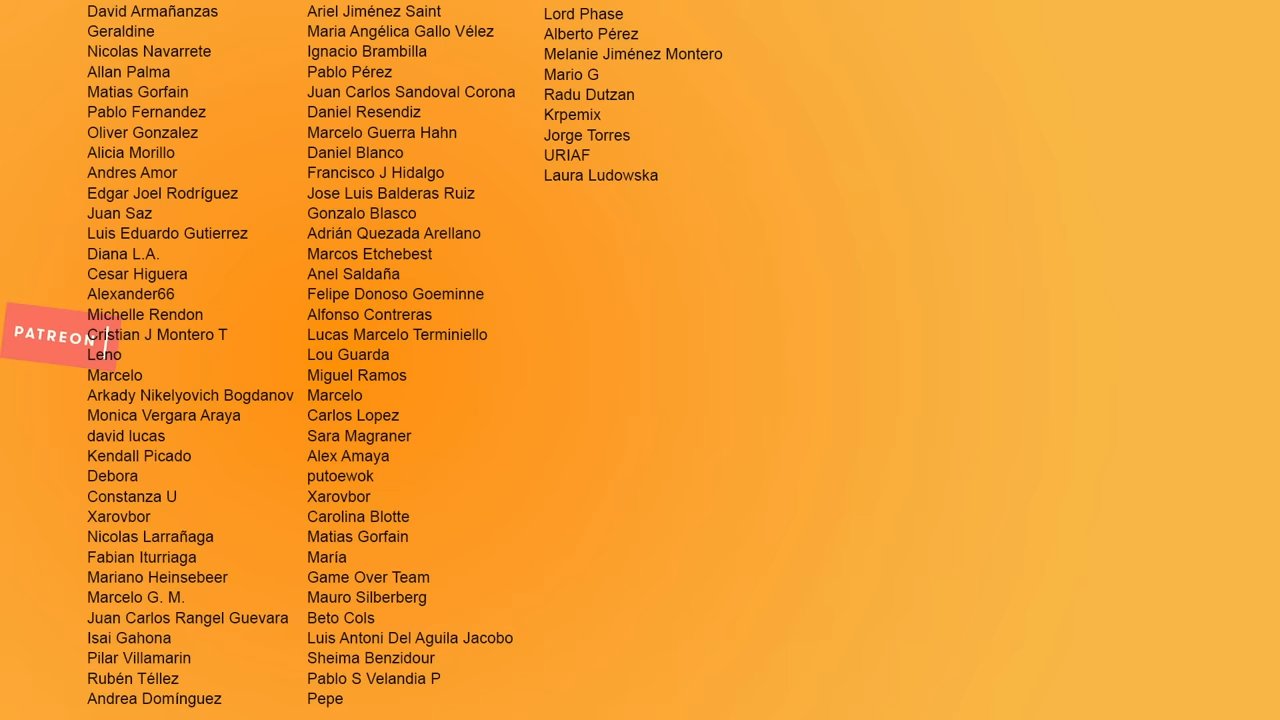 David Armañanzas
Geraldine
Nicolas Navarrete
Allan Palma
Matias Gorfain
Pablo Fernandez
Oliver Gonzalez
Alicia Morillo
Andres Amor
Edgar Joel Rodríguez
Juan Saz
Luis Eduardo Gutierrez
Diana L.A.
Cesar Higuera
Alexander66
Michelle Rendon
Cristian J Montero T
Leño
Marcelo
Arkady Nikelyovich Bogdanov
Monica Vergara Araya
david lucas
Kendall Picado
Debora
Constanza U
Xarovbor
Nicolas Larrañaga
Fabian Iturriaga
Mariano Heinsebeer
Marcelo G. M.
Juan Carlos Rangel Guevara
Isai Gahona
Pilar Villamarin
Rubén Téllez
Andrea Domínguez
PATREON
Ariel Jiménez Saint
Maria Angélica Gallo Vélez
Ignacio Brambilla
Pablo Pérez
Juan Carlos Sandoval Corona
Daniel Resendiz
Marcelo Guerra Hahn
Daniel Blanco
Francisco J Hidalgo
Jose Luis Balderas Ruiz
Gonzalo Blasco
Adrián Quezada Arellano
Marcos Etchebest
Anel Saldaña
Felipe Donoso Goeminne
Alfonso Contreras
Lucas Marcelo Terminiello
Lou Guarda
Miguel Ramos
Marcelo
Carlos Lopez
Sara Magraner
Alex Amaya
putoewok
Xarovbor
Carolina Blotte
Matias Gorfain
María
Game Over Team
Mauro Silberberg
Beto Cols
Luis Antoni Del Aguila Jacobo
Sheima Benzidour
Pablo S Velandia P
Pepe
Lord Phase
Alberto Pérez
Melanie Jiménez Montero
Mario G
Radu Dutzan
Krpemix
Jorge Torres
URIAF
Laura Ludowska